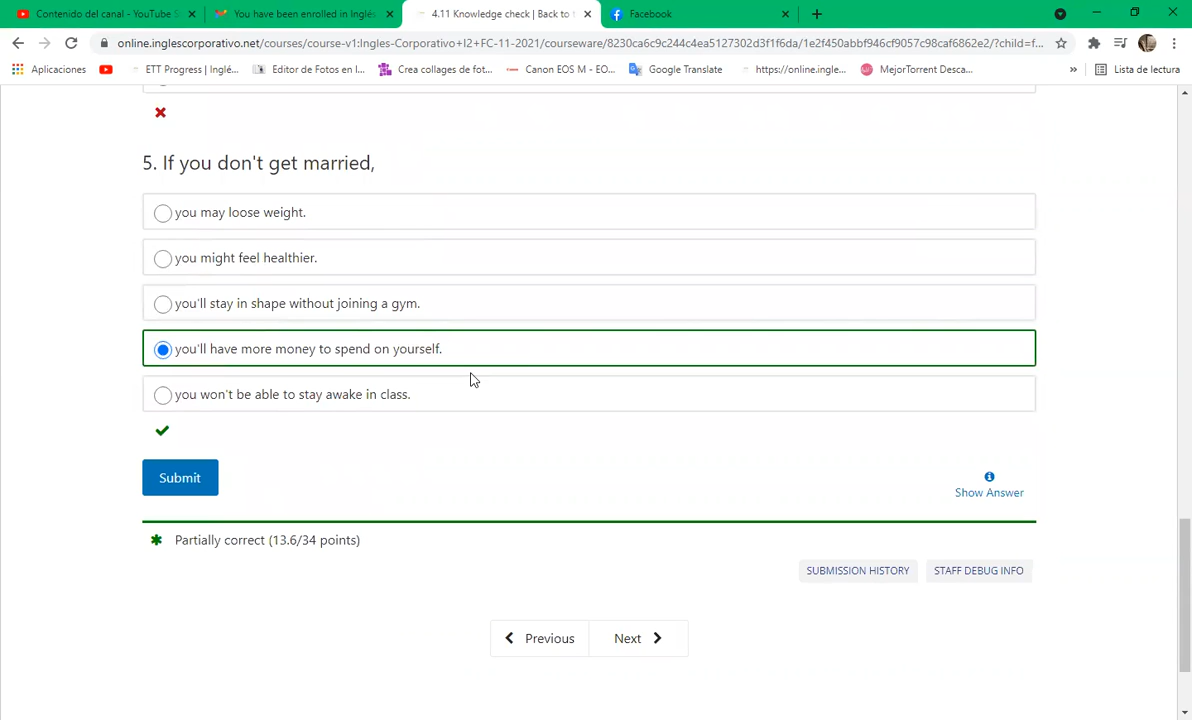 Contenido del canal - YouTube S
You have been enrolled in Inglés
4.11 Knowledge check | Back to
Facebook
online.inglescorporativo.net/courses/course-v1:Ingles-Corporativo+I2+FC-11-2021/courseware/8230ca6c9c244c4ea5127302d3f1f6da/1e2f450abbf946cf9057c98caf6862e2/?child=f...
Aplicaciones
ETT Progress | Inglé...
Editor de Fotos en l...
Crea collages de fot...
Canon EOS M - EO...
Google Translate
https://online.ingle...
MejorTorrent Desca...
»
Lista de lectura
5. If you don't get married,
you may loose weight.
you might feel healthier.
you'll stay in shape without joining a gym.
you'll have more money to spend on yourself.
you won't be able to stay awake in class.
Submit
Show Answer
Partially correct (13.6/34 points)
SUBMISSION HISTORY
STAFF DEBUG INFO
Previous
Next